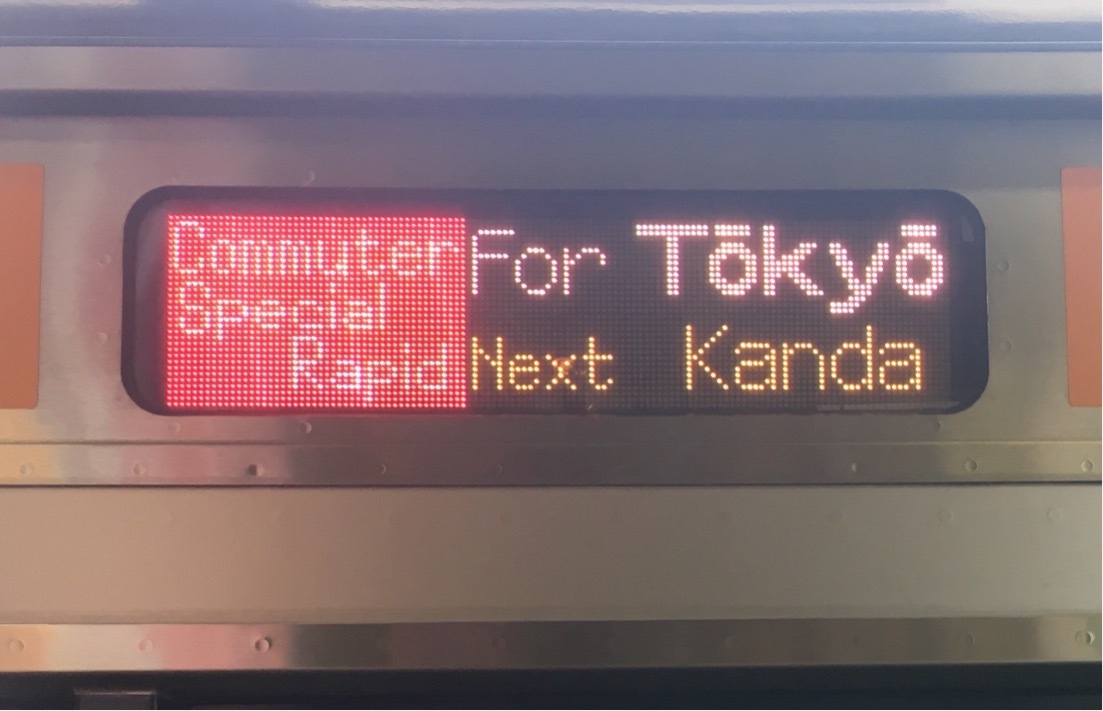 Commuter
Special
Rapid
For Tōkyō
Next Kanda